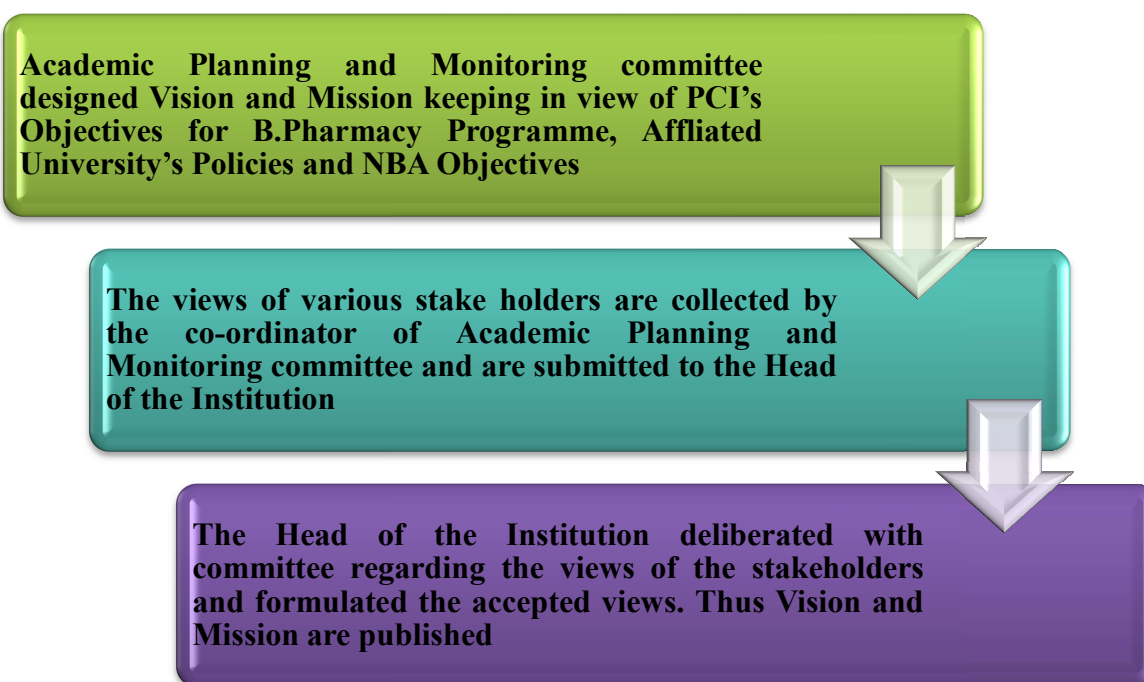 Academic Planning and Monitoring committee
designed Vision and Mission keeping in view of PCI’s
Objectives for B.Pharmacy Programme, Affliated
University’s Policies and NBA Objectives
The views of various stake holders are collected by
the co-ordinator of Academic Planning and
Monitoring committee and are submitted to the Head
of the Institution
The Head of the Institution deliberated with
committee regarding the views of the stakeholders
and formulated the accepted views. Thus Vision and
Mission are published